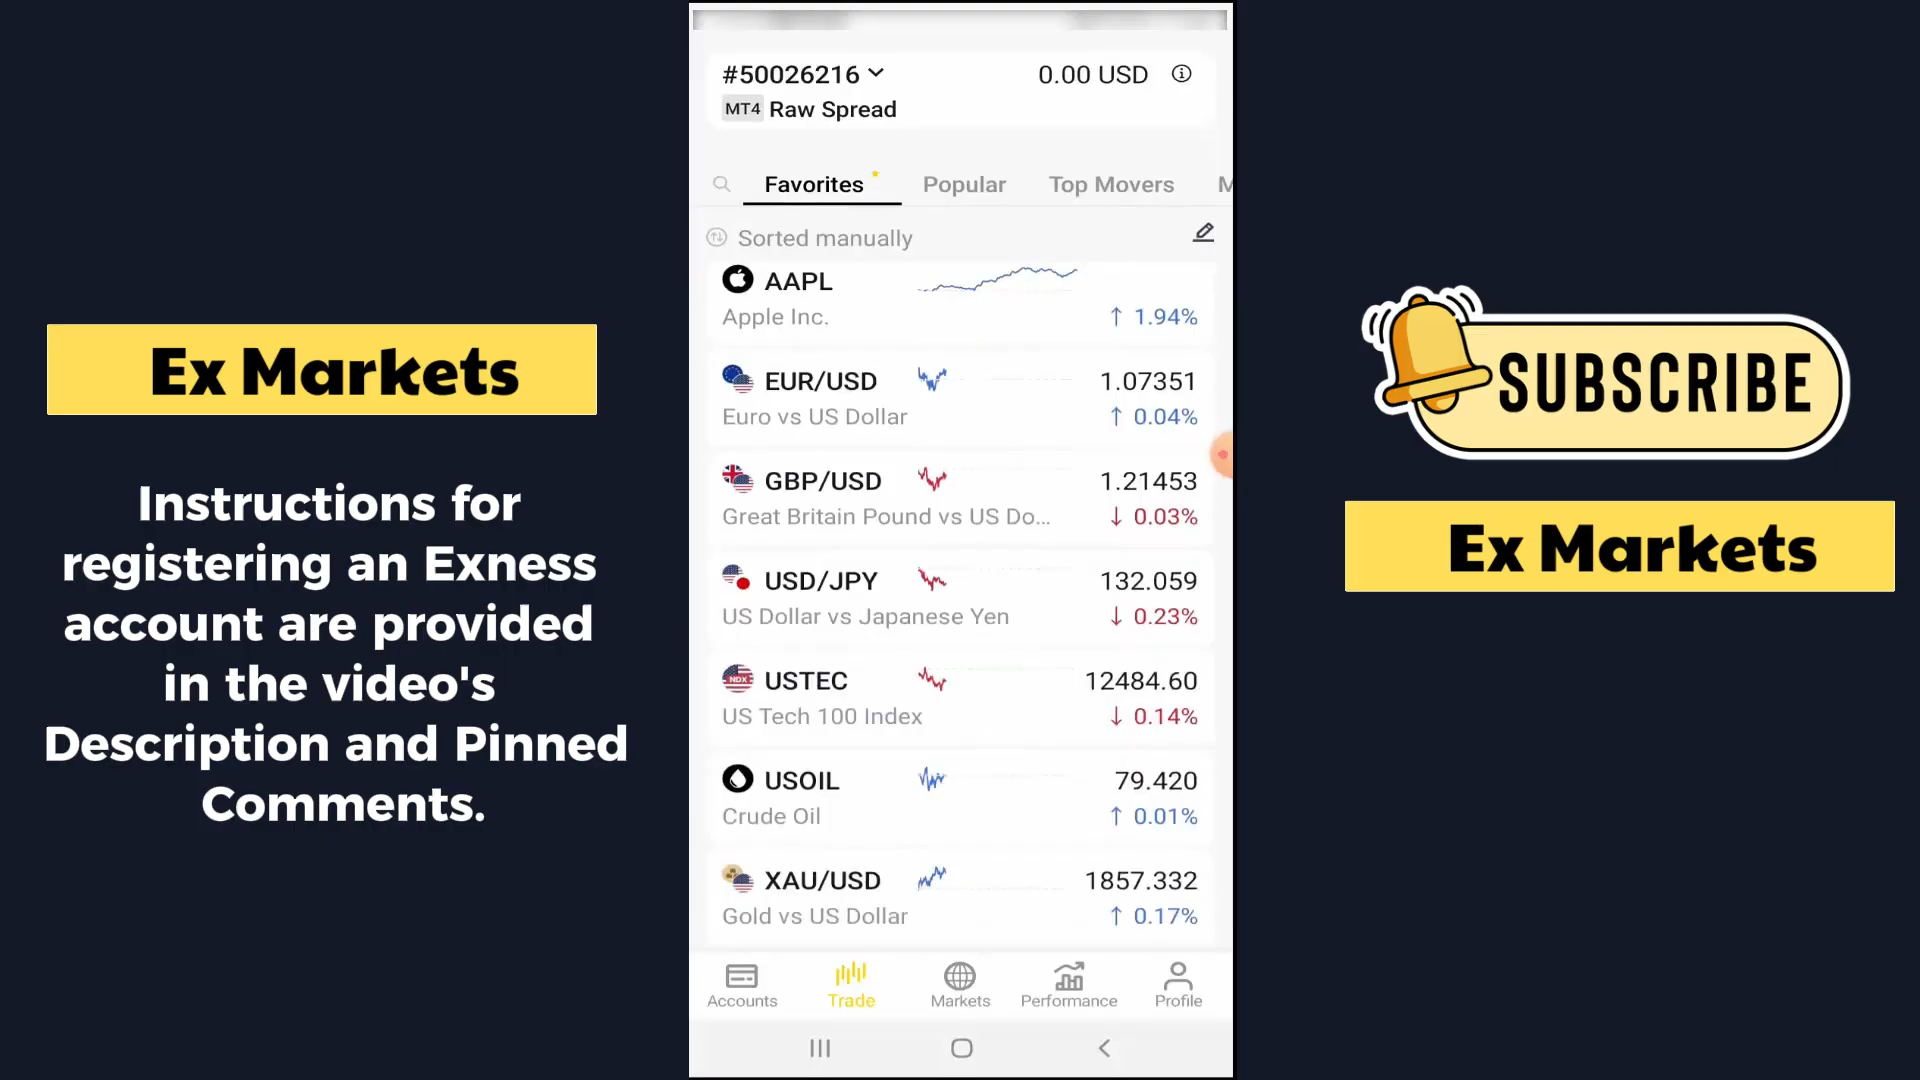 Ex Markets
Instructions for
registering an Exness
account are provided
in the video's
Description and Pinned
Comments.
#50026216
0.00 USD
MT4 Raw Spread
Favorites
Popular
Top Movers
M
Sorted manually
AAPL
Apple Inc.
↑ 1.94%
EUR/USD
1.07351
Euro vs US Dollar
↑ 0.04%
GBP/USD
1.21453
Great Britain Pound vs US Do...
↓ 0.03%
USD/JPY
132.059
US Dollar vs Japanese Yen
↓ 0.23%
NDX
USTEC
12484.60
US Tech 100 Index
↓ 0.14%
USOIL
79.420
Crude Oil
↑ 0.01%
XAU/USD
1857.332
Gold vs US Dollar
↑ 0.17%
Accounts
Trade
Markets
Performance
Profile
SUBSCRIBE
Ex Markets